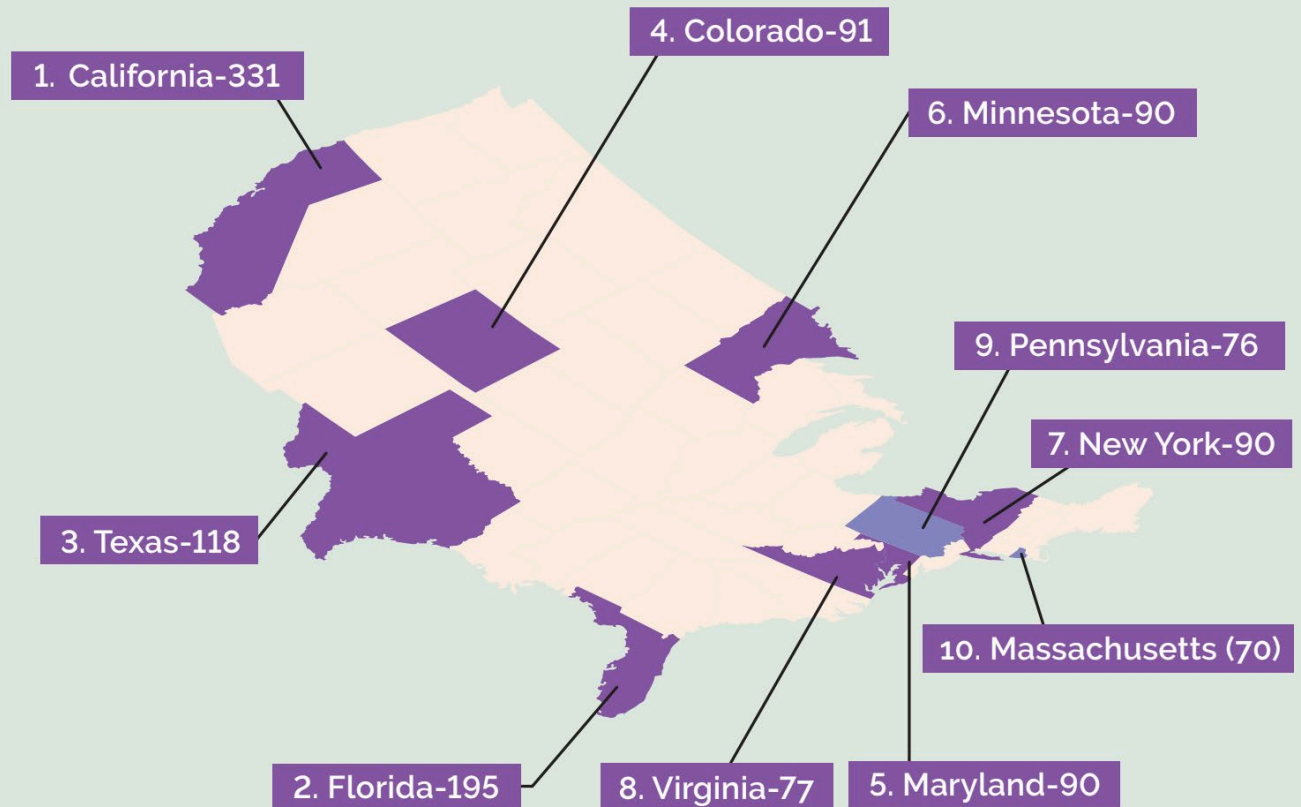 4. Colorado-91
1. California-331
6. Minnesota-90
9. Pennsylvania-76
7. New York-90
3. Texas-118
10. Massachusetts (70)
2. Florida-195
8. Virginia-77
5. Maryland-90